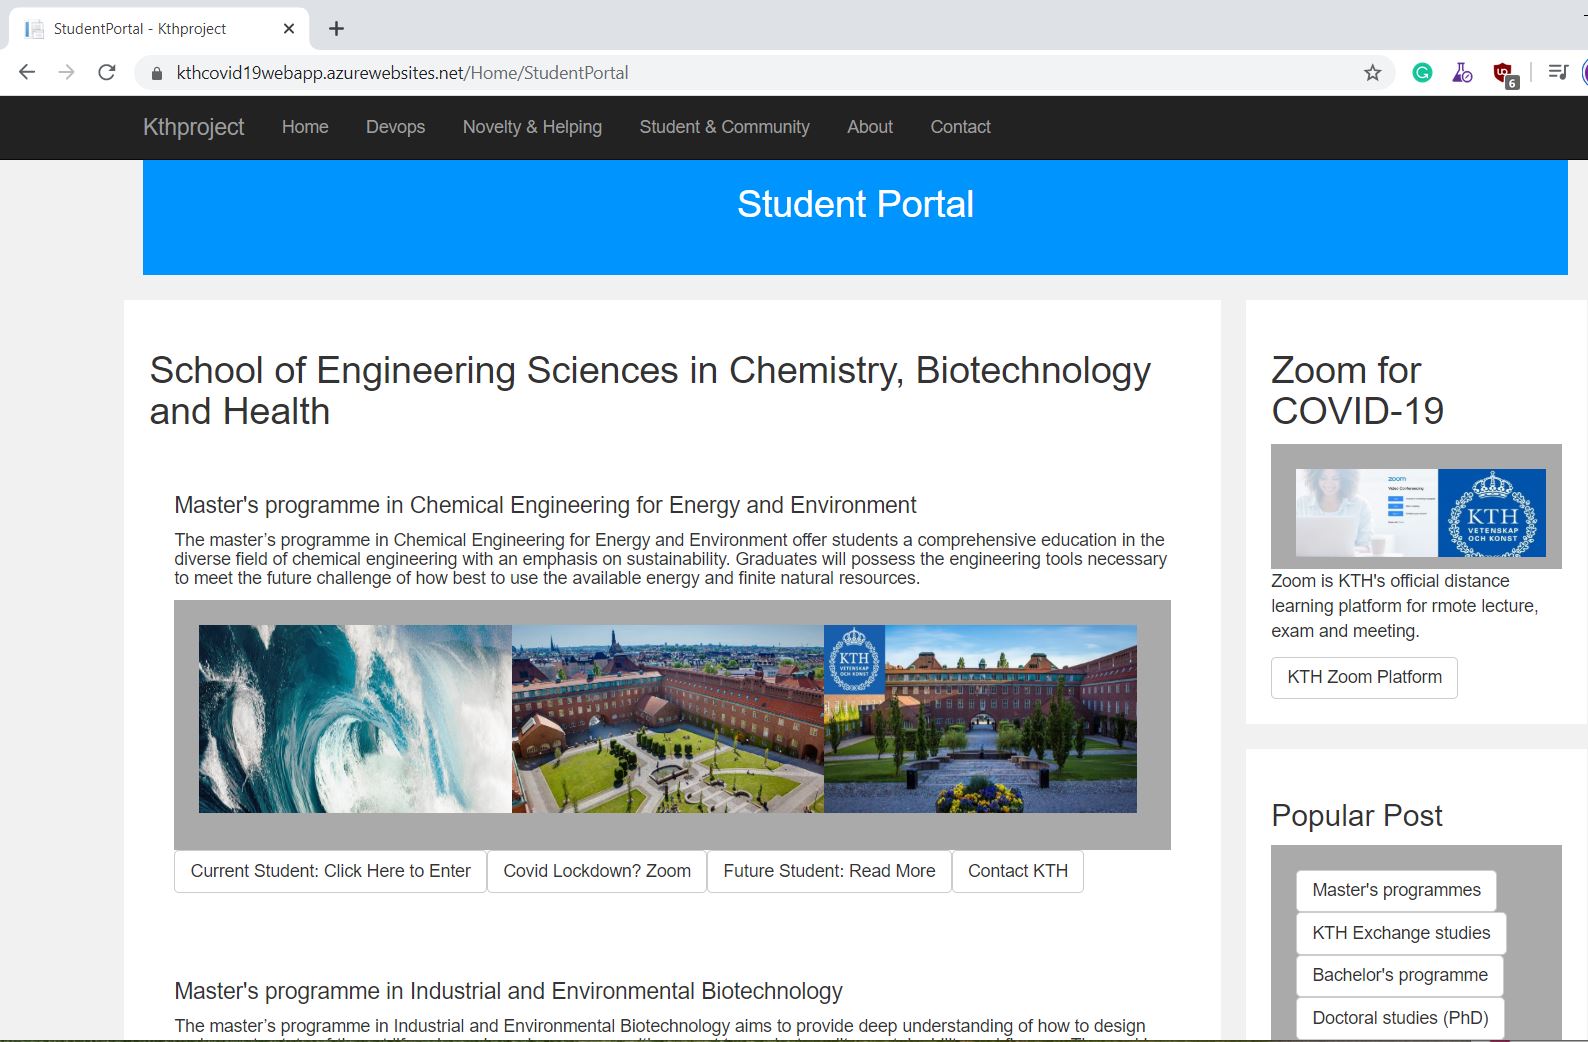 StudentPortal - Kthproject
kthcovid19webapp.azurewebsites.net/Home/StudentPortal
6
Kthproject Home Devops Novelty & Helping Student & Community About Contact
Student Portal
School of Engineering Sciences in Chemistry, Biotechnology
and Health
Master's programme in Chemical Engineering for Energy and Environment
The master’s programme in Chemical Engineering for Energy and Environment offer students a comprehensive education in the
diverse field of chemical engineering with an emphasis on sustainability. Graduates will possess the engineering tools necessary
to meet the future challenge of how best to use the available energy and finite natural resources.
KTH
VETENSKAP
OCH KONST
Current Student: Click Here to Enter Covid Lockdown? Zoom Future Student: Read More Contact KTH
Master's programme in Industrial and Environmental Biotechnology
The master’s programme in Industrial and Environmental Biotechnology aims to provide deep understanding of how to design
Zoom for
COVID-19
zoom
Video Conferencing
KTH
VETENSKAP
OCH KONST
Zoom is KTH's official distance
learning platform for rmote lecture,
exam and meeting.
KTH Zoom Platform
Popular Post
Master's programmes
KTH Exchange studies
Bachelor's programme
Doctoral studies (PhD)